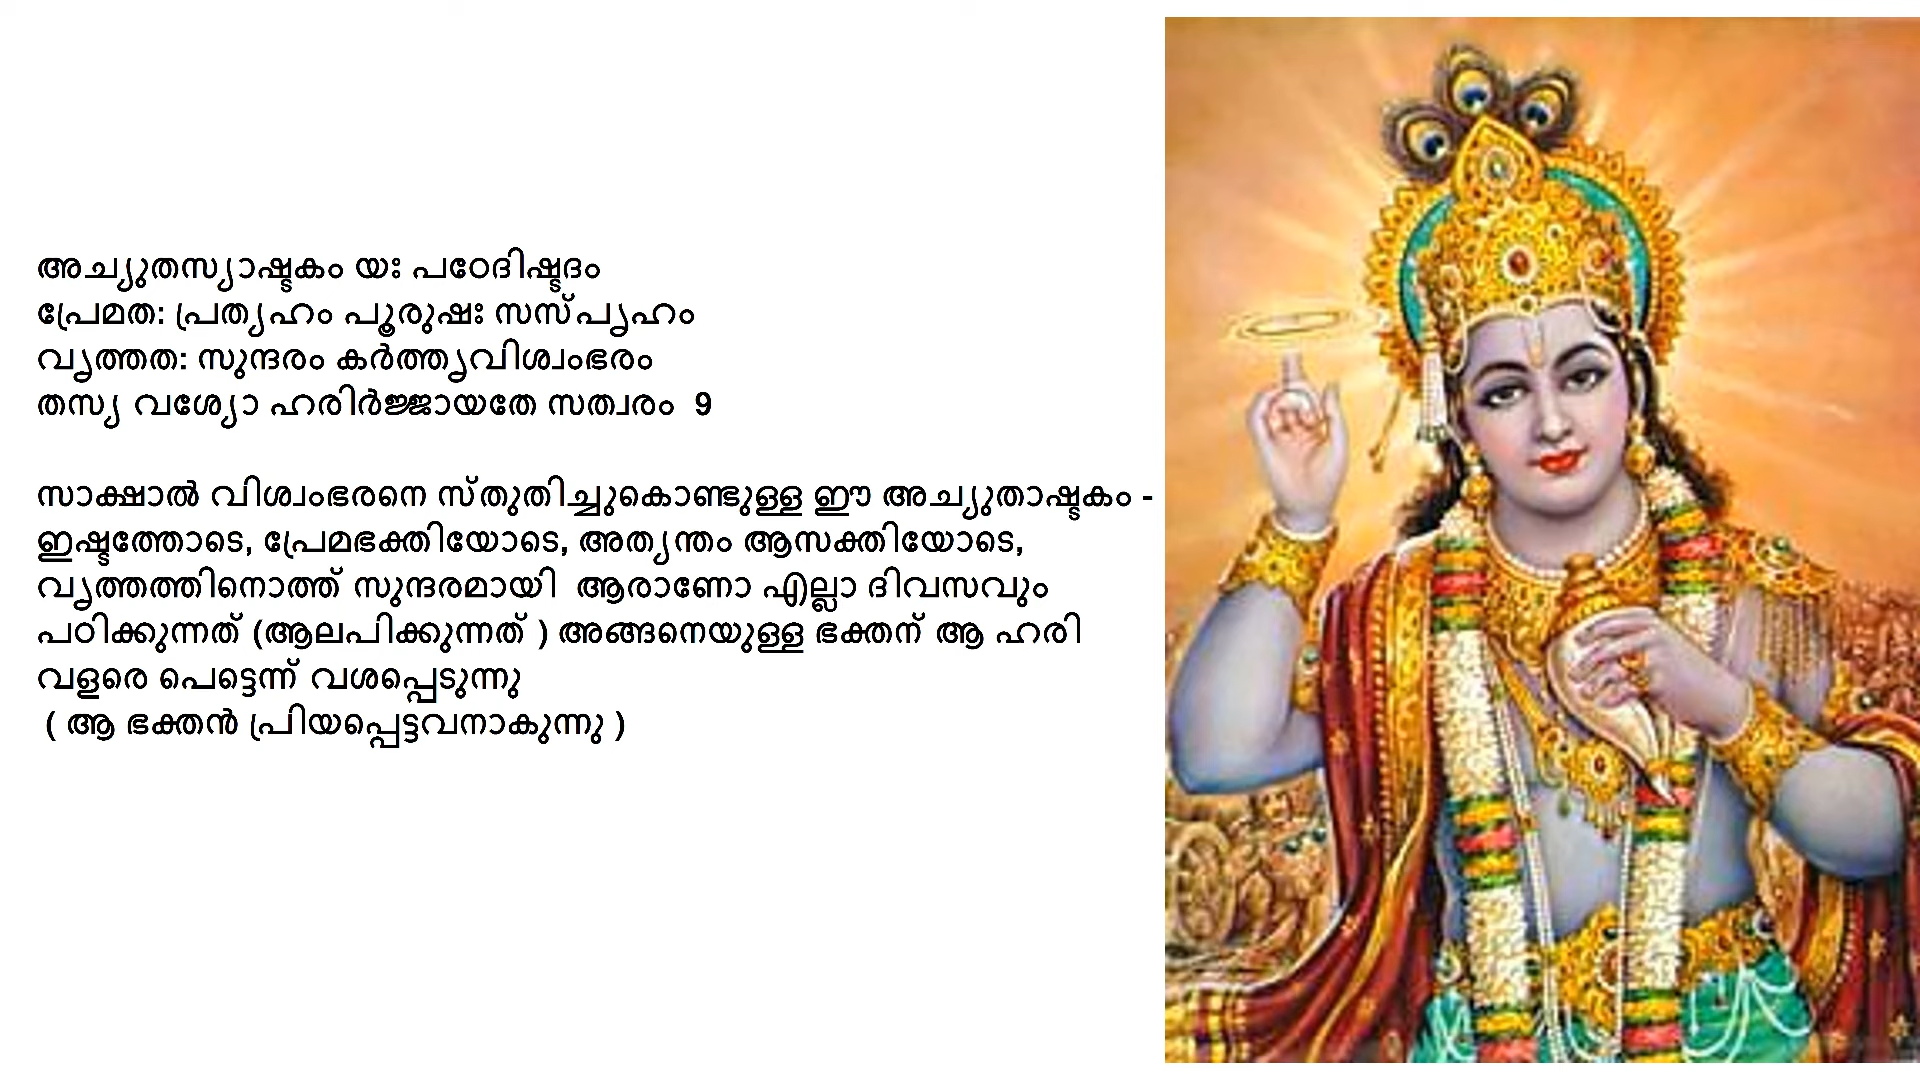 അച്യുതസ്യാഷ്ടകം യഃ പഠേദിഷ്ടദം
പ്രേമത: പ്രത്യഹം പൂരുഷഃ സസ്പൃഹം
വൃത്തത: സുന്ദരം കർത്തൃവിശ്വംഭരം
തസ്യ വശ്യോ ഹരിർജ്ജായതേ സത്വരം 9
സാക്ഷാൽ വിശ്വംഭരനെ സ്തുതിച്ചുകൊണ്ടുള്ള ഈ അച്യുതാഷ്ടകം -
ഇഷ്ടത്തോടെ, പ്രേമഭക്തിയോടെ, അത്യന്തം ആസക്തിയോടെ,
വൃത്തത്തിനൊത്ത് സുന്ദരമായി ആരാണോ എല്ലാ ദിവസവും
പഠിക്കുന്നത് (ആലപിക്കുന്നത് ) അങ്ങനെയുള്ള ഭക്തന് ആ ഹരി
വളരെ പെട്ടെന്ന് വശപ്പെടുന്നു
( ആ ഭക്തൻ പ്രിയപ്പെട്ടവനാകുന്നു )